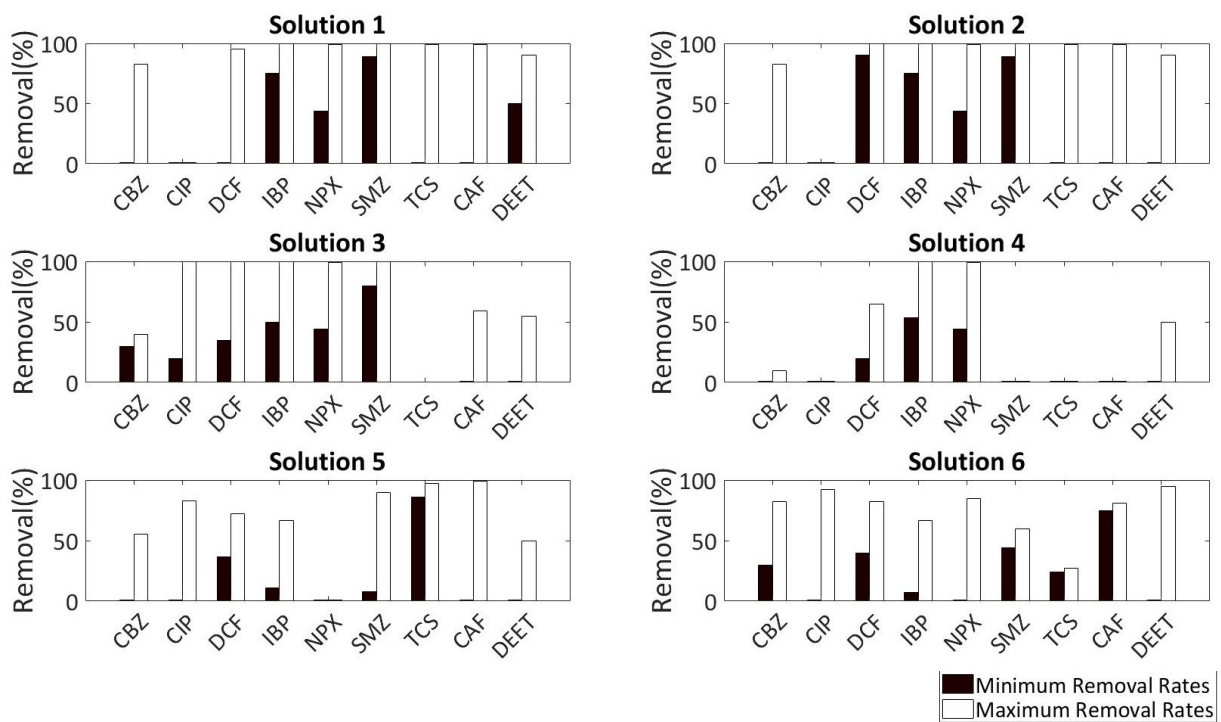 Solution 1
Removal(%)
100
50
0
CBZ CIP DCF IBP NPX SMZ TCS CAF DEET
Solution 2
Removal(%)
100
50
0
CBZ CIP DCF IBP NPX SMZ TCS CAF DEET
Solution 3
Removal(%)
100
50
0
CBZ CIP DCF IBP NPX SMZ TCS CAF DEET
Solution 4
Removal(%)
100
50
0
CBZ CIP DCF IBP NPX SMZ TCS CAF DEET
Solution 5
Removal(%)
100
50
0
CBZ CIP DCF IBP NPX SMZ TCS CAF DEET
Solution 6
Removal(%)
100
50
0
CBZ CIP DCF IBP NPX SMZ TCS CAF DEET
Minimum Removal Rates
Maximum Removal Rates